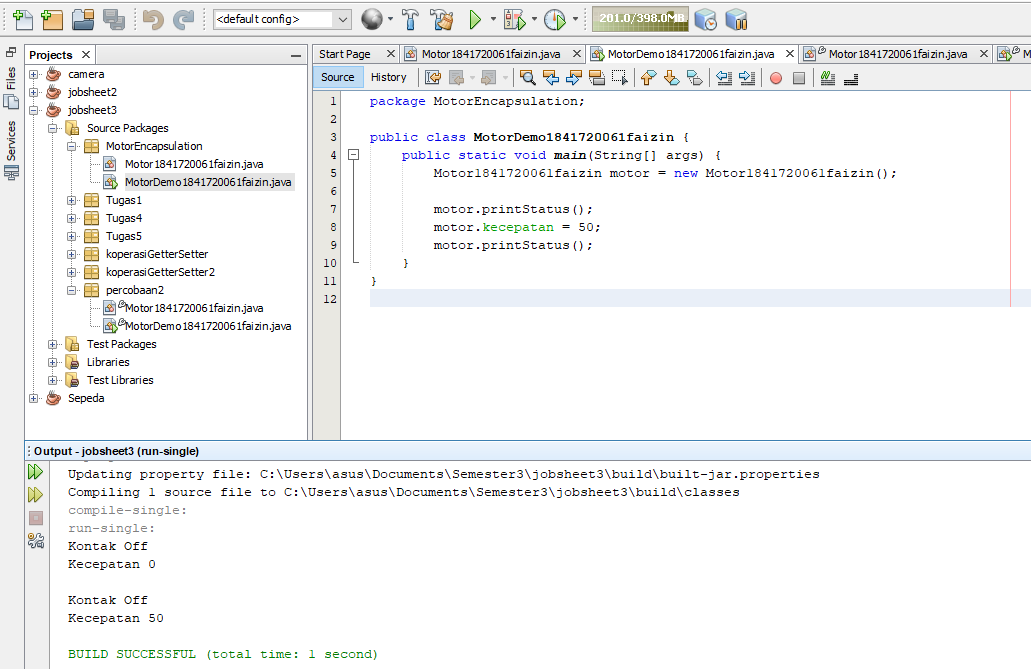 <default config>
201.0/398.0MB
Projects
Files
Services
camera
jobsheet2
jobsheet3
Source Packages
MotorEncapsulation
Motor1841720061faizin.java
MotorDemo1841720061faizin.java
Tugas1
Tugas4
Tugas5
koperasiGetterSetter
koperasiGetterSetter2
percobaan2
Motor1841720061faizin.java
MotorDemo1841720061faizin.java
Test Packages
Libraries
Test Libraries
Sepeda
Start Page Motor1841720061faizin.java MotorDemo1841720061faizin.java Motor1841720061faizin.java M
Source History
1 package MotorEncapsulation;
2
3 public class MotorDemo1841720061faizin {
4 public static void main(String[] args) {
5 Motor1841720061faizin motor = new Motor1841720061faizin();
6
7 motor.printStatus();
8 motor.kecepatan = 50;
9 motor.printStatus();
10 }
11 }
12
Output - jobsheet3 (run-single)
Updating property file: C:\Users\asus\Documents\Semester3\jobsheet3\build\built-jar.properties
Compiling 1 source file to C:\Users\asus\Documents\Semester3\jobsheet3\build\classes
compile-single:
run-single:
Kontak Off
Kecepatan 0
Kontak Off
Kecepatan 50
BUILD SUCCESSFUL (total time: 1 second)